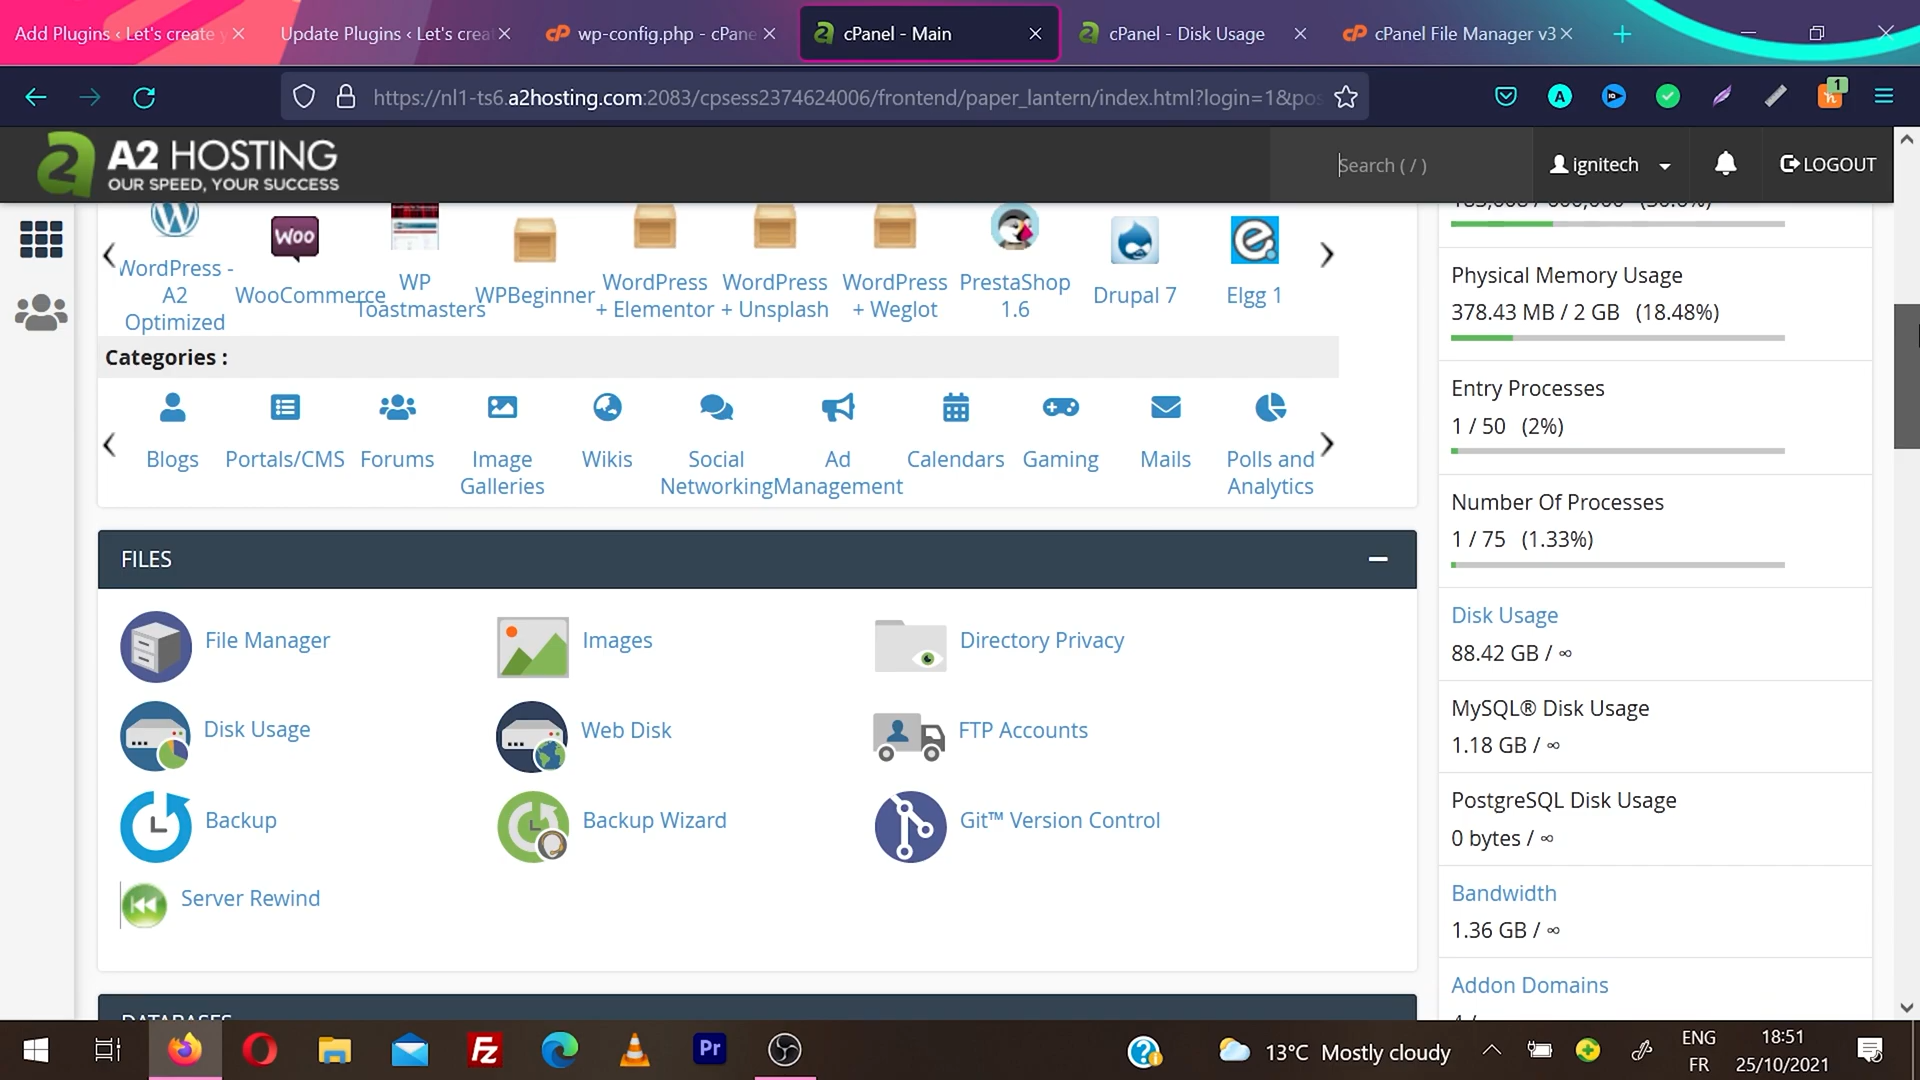 Add Plugins ‹ Let's create y
Update Plugins ‹ Let's crea
wp-config.php - cPane
cPanel - Main
cPanel - Disk Usage
cPanel File Manager v3
https://nl1-ts6.a2hosting.com:2083/cpsess2374624006/frontend/paper_lantern/index.html?login=1&pos
1
A2 HOSTING
OUR SPEED, YOUR SUCCESS
Search ( / )
ignitech
LOGOUT
WordPress -
A2
Optimized
Woo
WooCommerce
WP
Toastmasters
WPBeginner
WordPress
+ Elementor
WordPress
+ Unsplash
WordPress
+ Weglot
PrestaShop
1.6
Drupal 7
Elgg 1
Categories :
Blogs
Portals/CMS
Forums
Image
Galleries
Wikis
Social
Networking
Ad
Management
Calendars
Gaming
Mails
Polls and
Analytics
FILES
File Manager
Images
Directory Privacy
Disk Usage
Web Disk
FTP Accounts
Backup
Backup Wizard
Git™ Version Control
Server Rewind
DATABASES
Physical Memory Usage
378.43 MB / 2 GB (18.48%)
Entry Processes
1 / 50 (2%)
Number Of Processes
1 / 75 (1.33%)
Disk Usage
88.42 GB / ∞
MySQL® Disk Usage
1.18 GB / ∞
PostgreSQL Disk Usage
0 bytes / ∞
Bandwidth
1.36 GB / ∞
Addon Domains
Fz
Pr
13°C Mostly cloudy
ENG
FR
18:51
25/10/2021